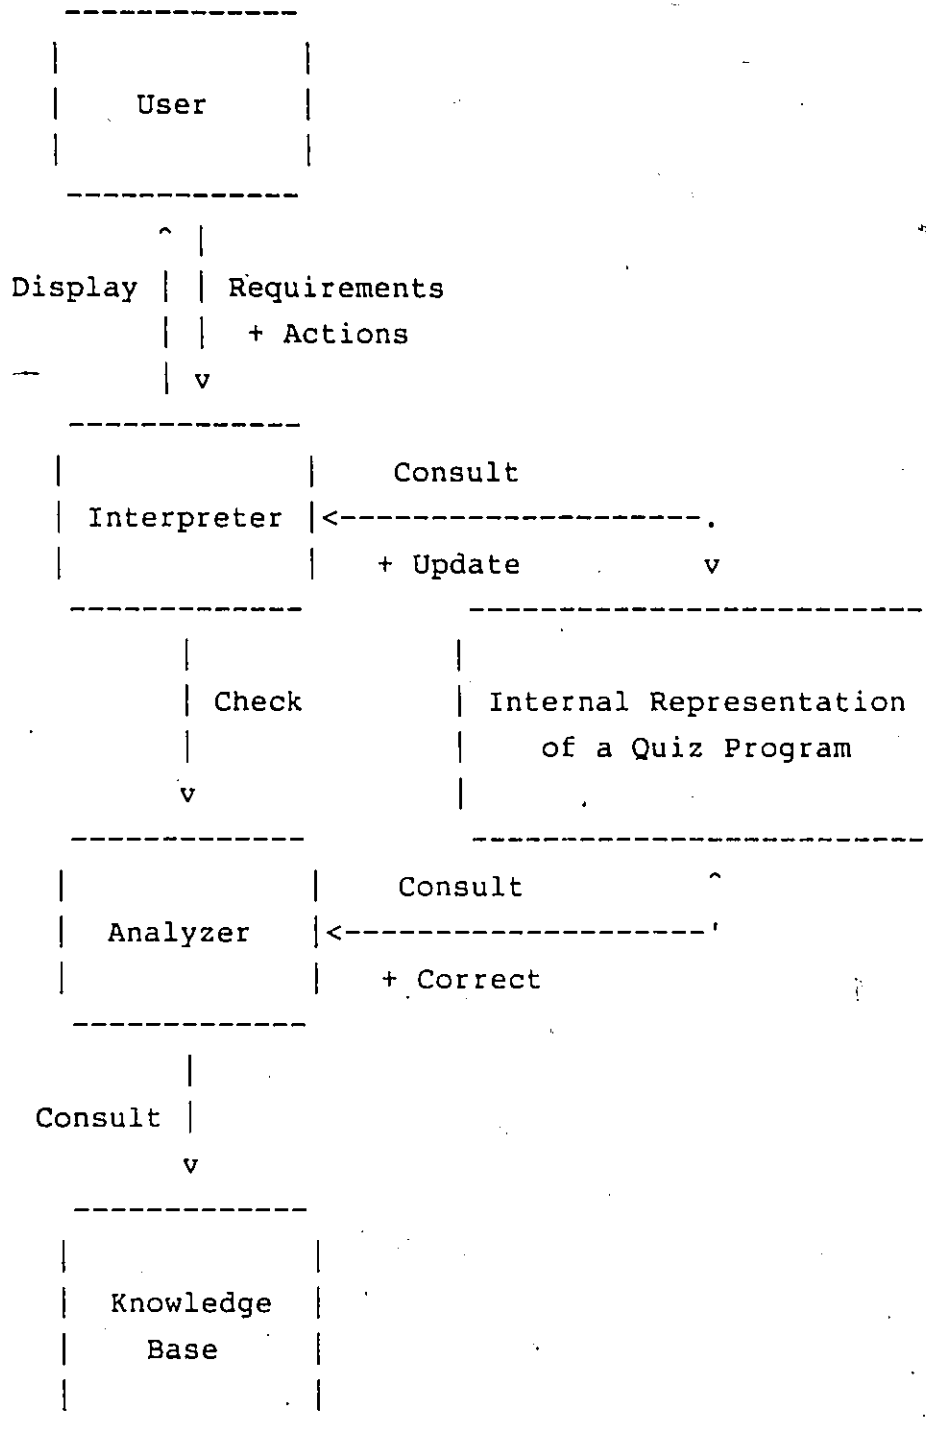 User
Display Requirements
+ Actions
Consult
Interpreter
+ Update
Check
Internal Representation
of a Quiz Program
Consult
Analyzer
+ Correct
Consult
Knowledge
Base